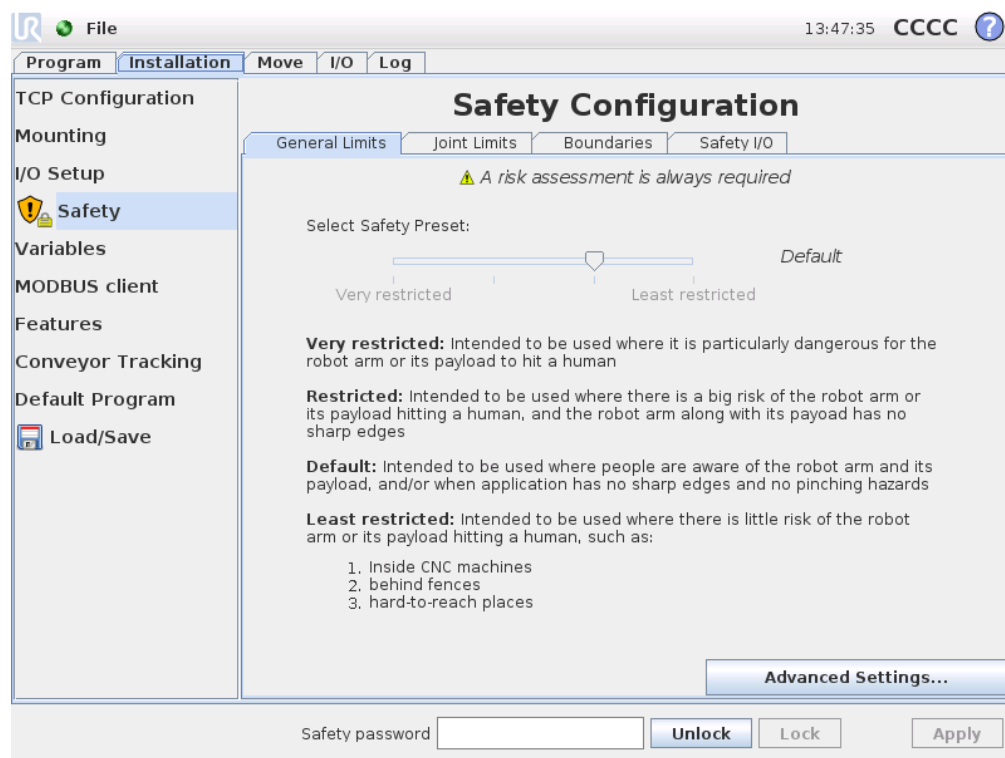 UR File 13:47:35 CCCC ?
Program Installation Move I/O Log
TCP Configuration
Mounting
I/O Setup
Safety
Variables
MODBUS client
Features
Conveyor Tracking
Default Program
Load/Save
Safety Configuration
General Limits Joint Limits Boundaries Safety I/O
A risk assessment is always required
Select Safety Preset:
Default
Very restricted Least restricted
Very restricted: Intended to be used where it is particularly dangerous for the
robot arm or its payload to hit a human
Restricted: Intended to be used where there is a big risk of the robot arm or
its payload hitting a human, and the robot arm along with its payoad has no
sharp edges
Default: Intended to be used where people are aware of the robot arm and its
payload, and/or when application has no sharp edges and no pinching hazards
Least restricted: Intended to be used where there is little risk of the robot
arm or its payload hitting a human, such as:
1. Inside CNC machines
2. behind fences
3. hard-to-reach places
Advanced Settings...
Safety password Unlock Lock Apply